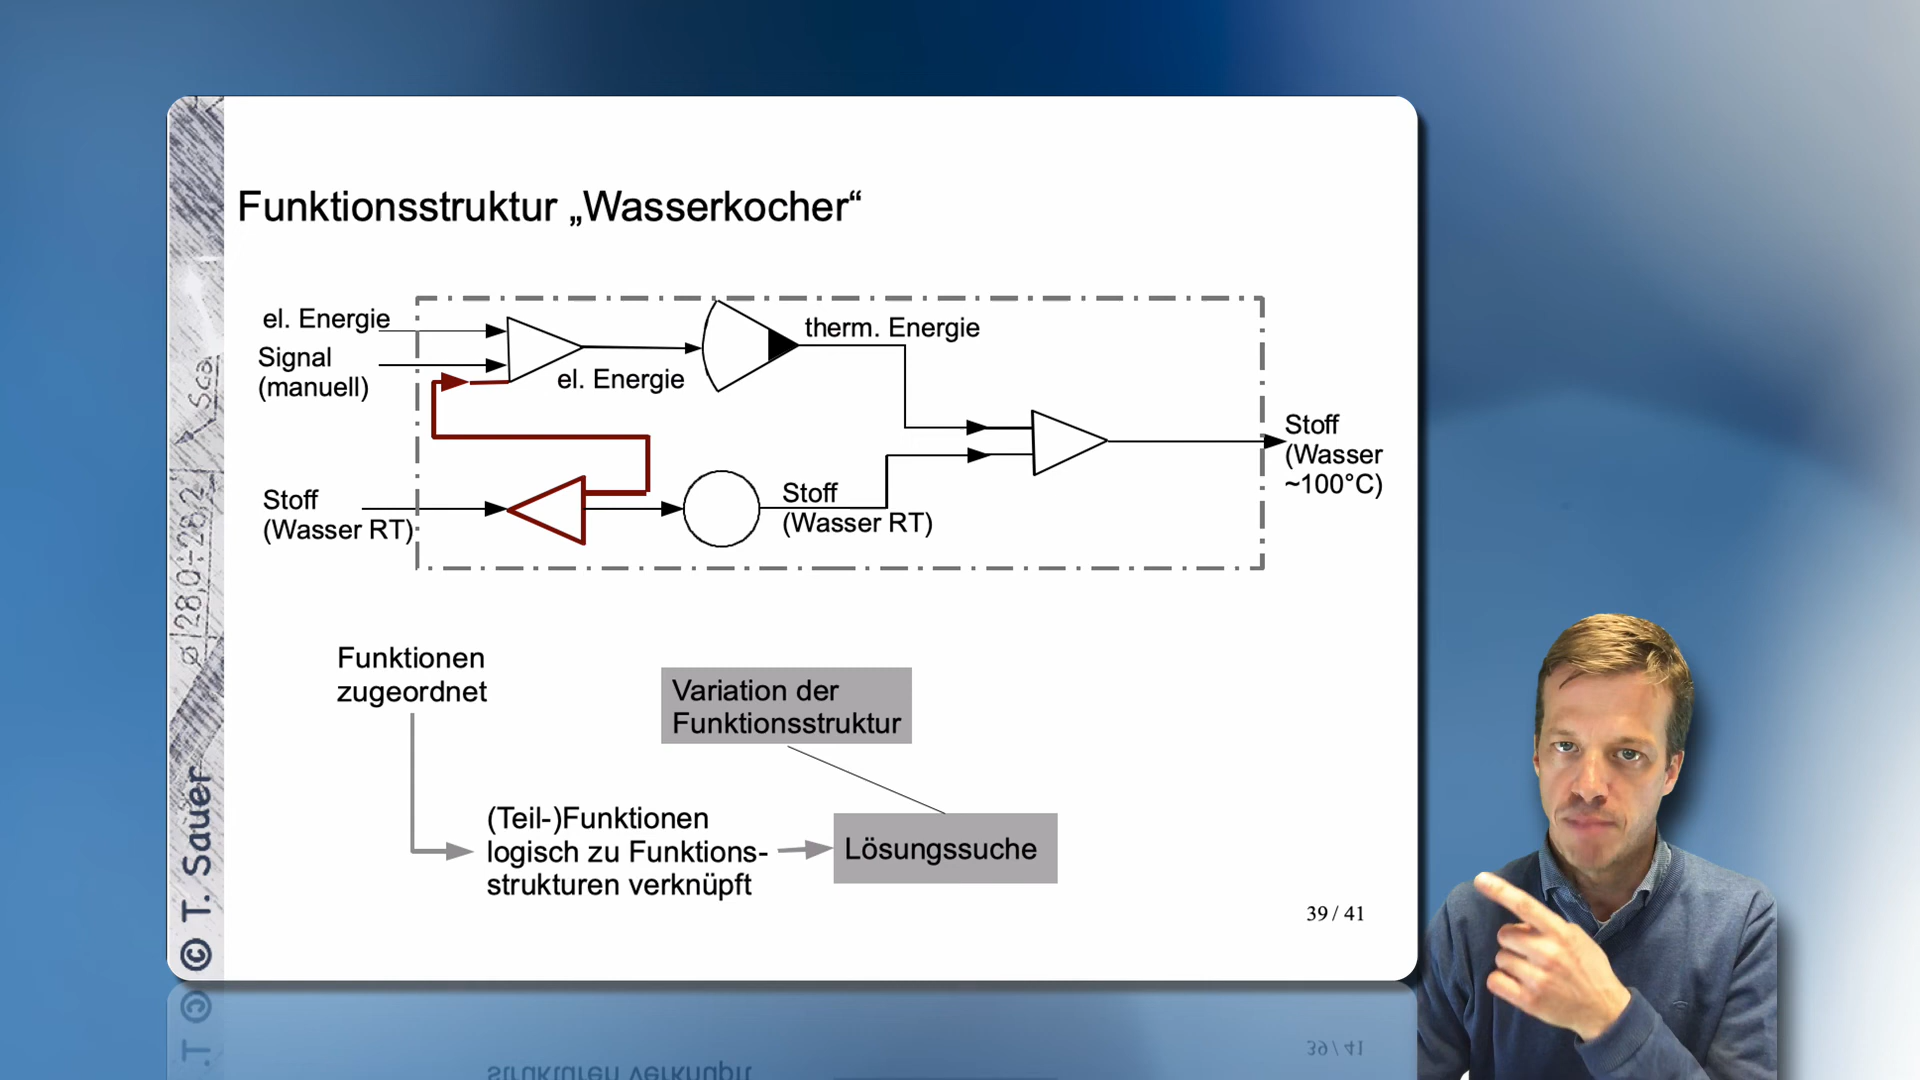 Funktionsstruktur „Wasserkocher“
el. Energie
Signal
(manuell)
el. Energie
therm. Energie
Stoff
(Wasser
~100°C)
Stoff
(Wasser RT)
Stoff
(Wasser RT)
Funktionen
zugeordnet
Variation der
Funktionsstruktur
(Teil-)Funktionen
logisch zu Funktions-
strukturen verknüpft
Lösungssuche
39 / 41
© T. Sauer